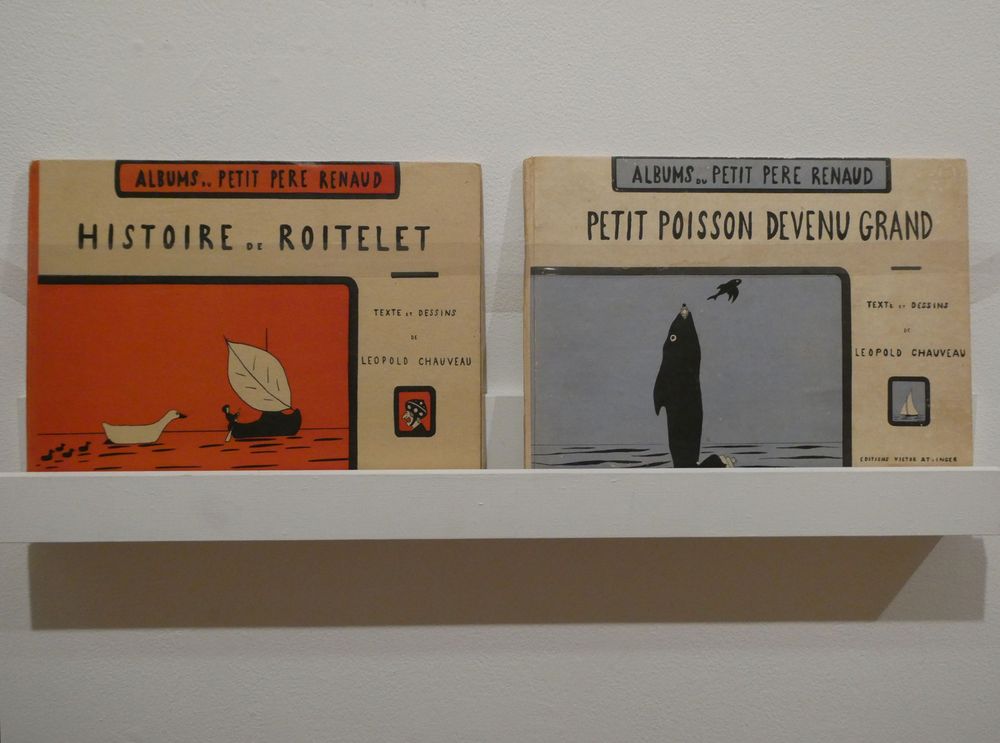 ALBUMS DU PETIT PERE RENAUD
HISTOIRE DE ROITELET
TEXTE ET DESSINS
DE
LEOPOLD CHAUVEAU
ALBUMS DU PETIT PERE RENAUD
PETIT POISSON DEVENU GRAND
TEXTE ET DESSINS
DE
LEOPOLD CHAUVEAU
EDITIONS VICTOR ATTINGER